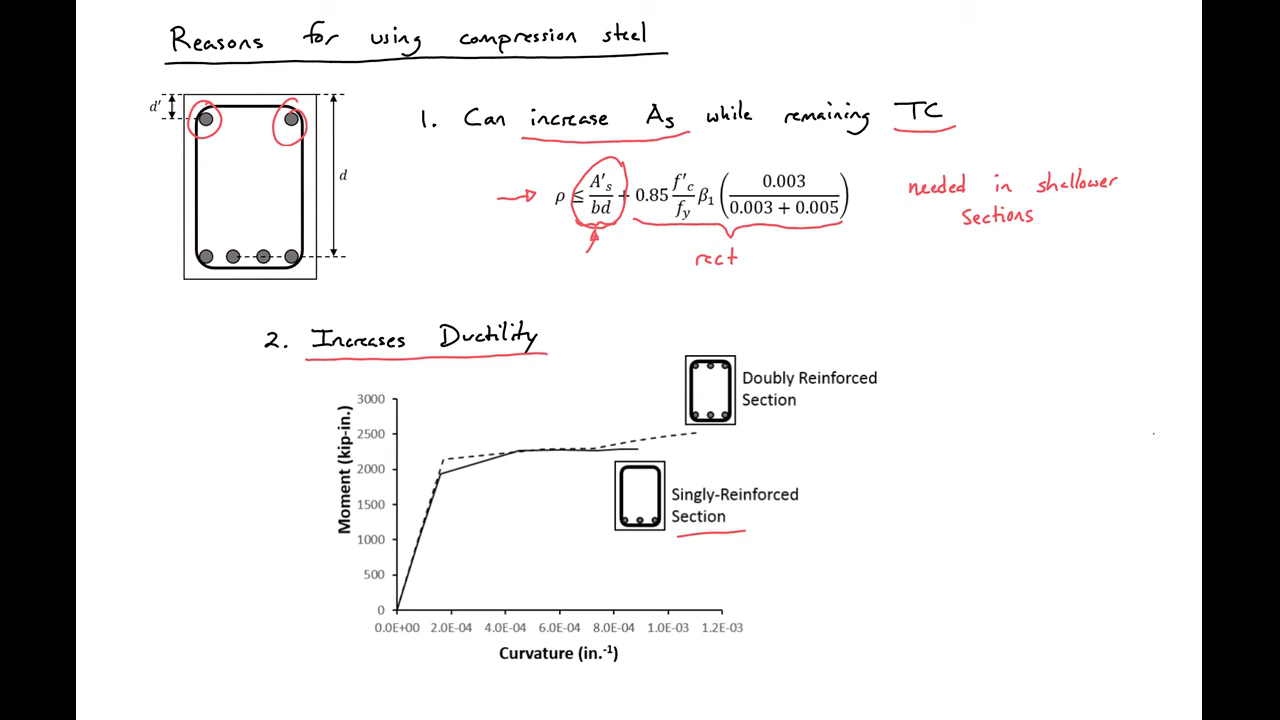 Reasons for using compression steel
d'
d
1. Can increase As while remaining TC
ρ ≤ A's/bd + 0.85 f'c/fy β1 (0.003/(0.003 + 0.005))
needed in shallower
sections
rect
2. Increases Ductility
Doubly Reinforced
Section
Singly-Reinforced
Section
Moment (kip-in.)
3000
2500
2000
1500
1000
500
0
0.0E+00 2.0E-04 4.0E-04 6.0E-04 8.0E-04 1.0E-03 1.2E-03
Curvature (in.-1)